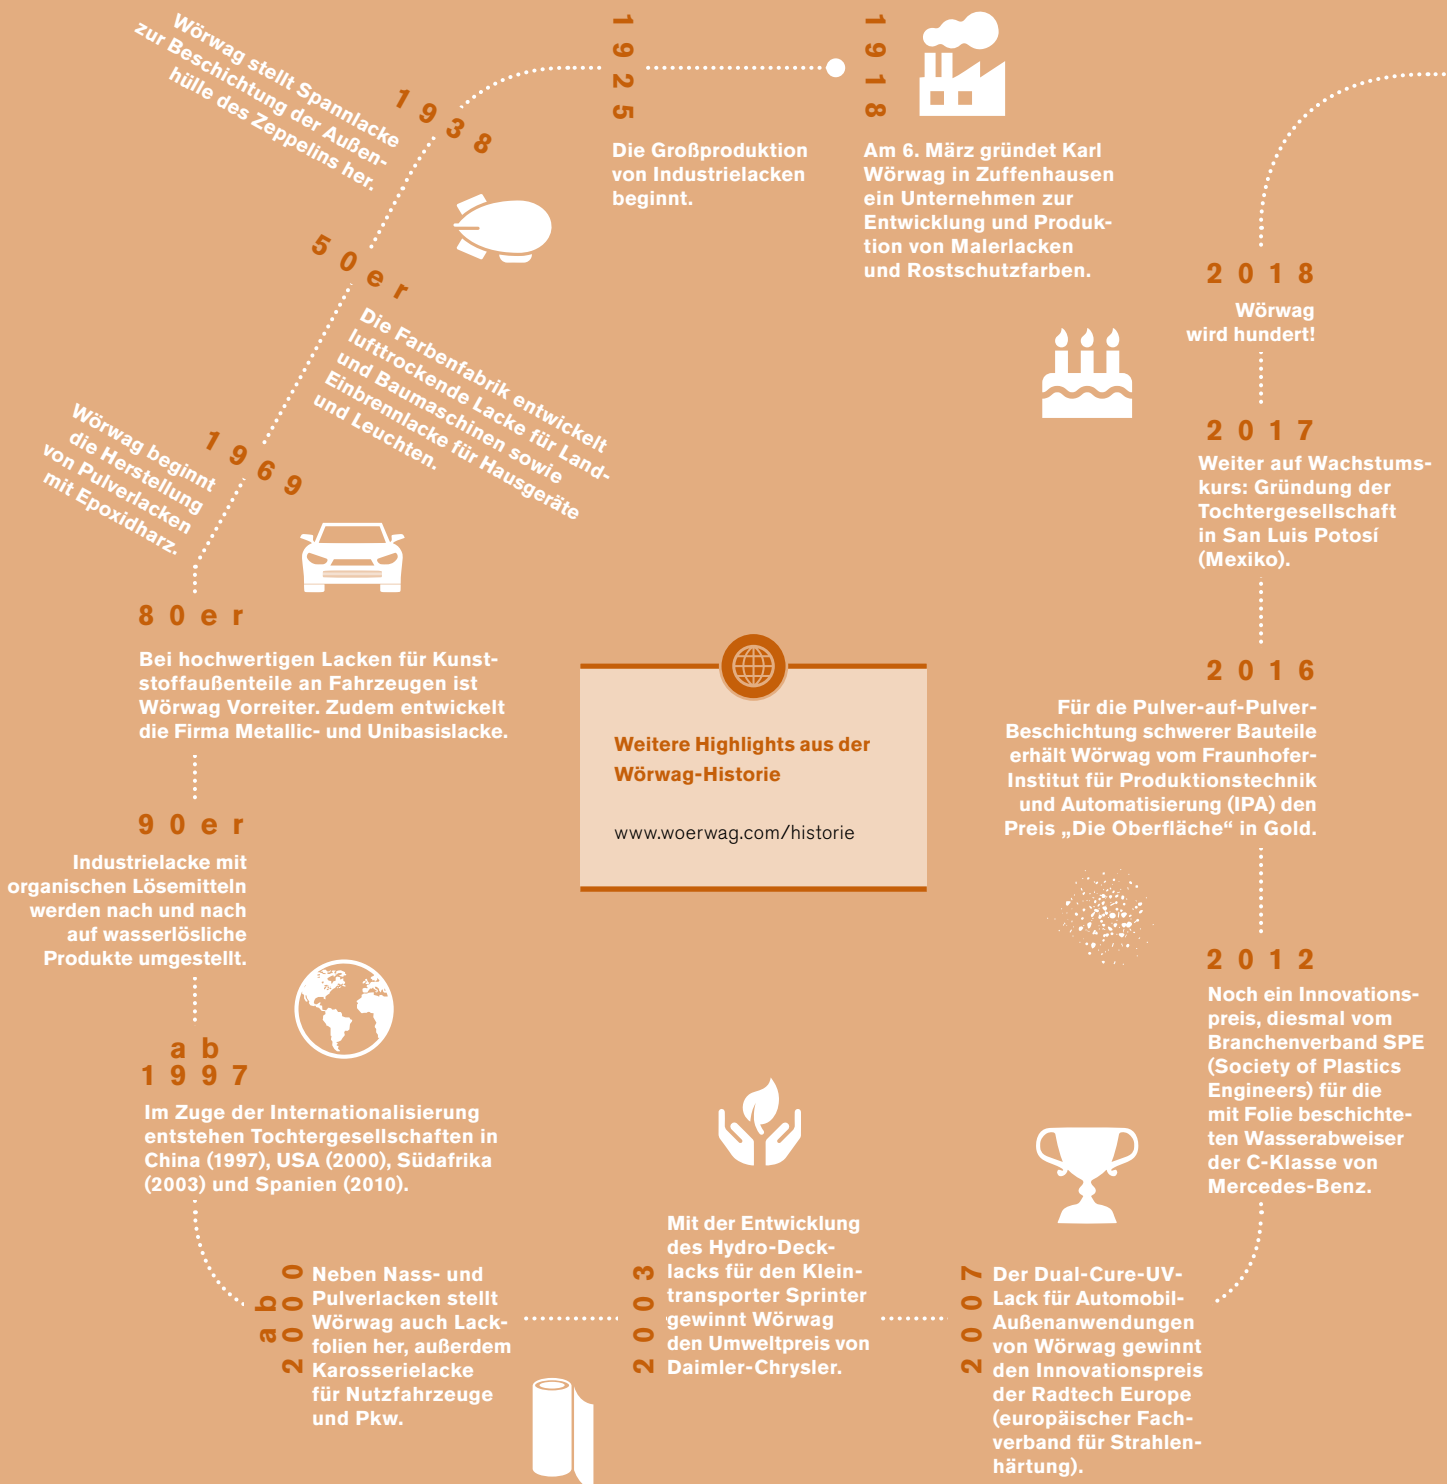 1918
Am 6. März gründet Karl
Wörwag in Zuffenhausen
ein Unternehmen zur
Entwicklung und Produk-
tion von Malerlacken
und Rostschutzfarben.
1925
Die Großproduktion
von Industrielacken
beginnt.
1938
Wörwag stellt Spannlacke
zur Beschichtung der Außen-
hülle des Zeppelins her.
50er
Die Farbenfabrik entwickelt
lufttrockende Lacke für Land-
und Baumaschinen sowie
Einbrennlacke für Hausgeräte
und Leuchten.
1969
Wörwag beginnt
die Herstellung
von Pulverlacken
mit Epoxidharz.
80er
Bei hochwertigen Lacken für Kunst-
stoffaußenteile an Fahrzeugen ist
Wörwag Vorreiter. Zudem entwickelt
die Firma Metallic- und Unibasislacke.
90er
Industrielacke mit
organischen Lösemitteln
werden nach und nach
auf wasserlösliche
Produkte umgestellt.
ab
1997
Im Zuge der Internationalisierung
entstehen Tochtergesellschaften in
China (1997), USA (2000), Südafrika
(2003) und Spanien (2010).
ab
2000
Neben Nass- und
Pulverlacken stellt
Wörwag auch Lack-
folien her, außerdem
Karosserielacke
für Nutzfahrzeuge
und Pkw.
2003
Mit der Entwicklung
des Hydro-Deck-
lacks für den Klein-
transporter Sprinter
gewinnt Wörwag
den Umweltpreis von
Daimler-Chrysler.
2007
Der Dual-Cure-UV-
Lack für Automobil-
Außenanwendungen
von Wörwag gewinnt
den Innovationspreis
der Radtech Europe
(europäischer Fach-
verband für Strahlen-
härtung).
2012
Noch ein Innovations-
preis, diesmal vom
Branchenverband SPE
(Society of Plastics
Engineers) für die
mit Folie beschichte-
ten Wasserabweiser
der C-Klasse von
Mercedes-Benz.
2016
Für die Pulver-auf-Pulver-
Beschichtung schwerer Bauteile
erhält Wörwag vom Fraunhofer-
Institut für Produktionstechnik
und Automatisierung (IPA) den
Preis „Die Oberfläche“ in Gold.
2017
Weiter auf Wachstums-
kurs: Gründung der
Tochtergesellschaft
in San Luis Potosí
(Mexiko).
2018
Wörwag
wird hundert!
Weitere Highlights aus der
Wörwag-Historie
www.woerwag.com/historie